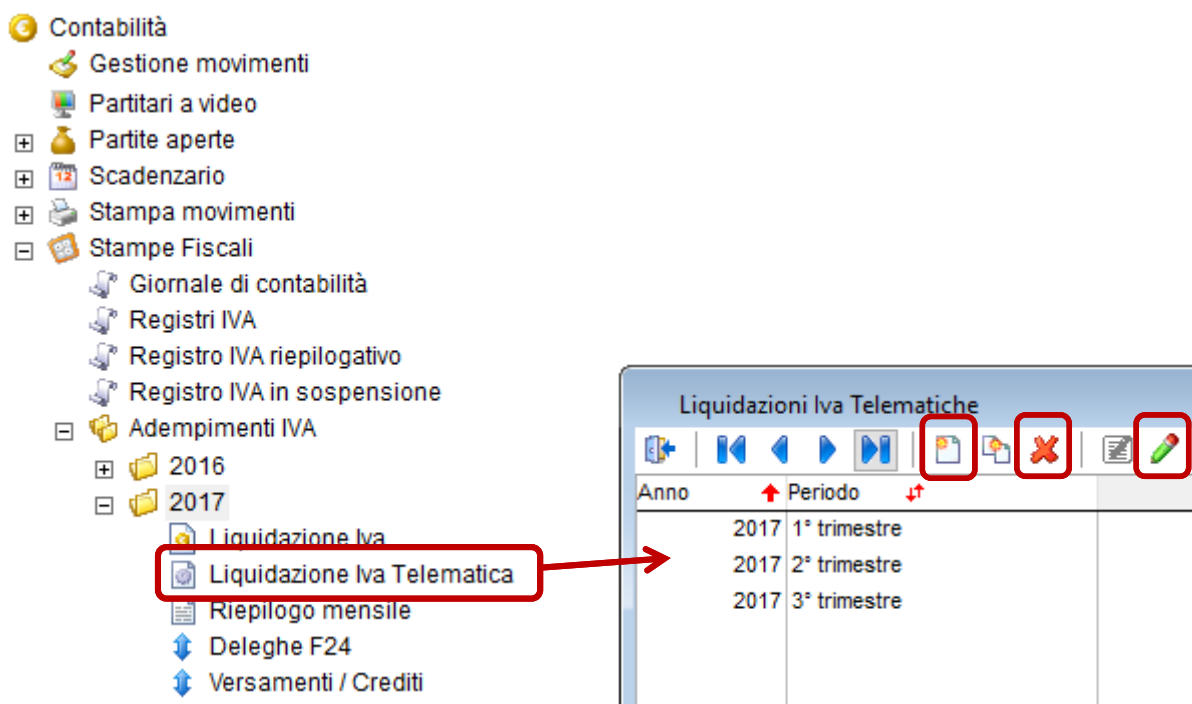 Contabilità
Gestione movimenti
Partitari a video
Partite aperte
12
Scadenzario
Stampa movimenti
Stampe Fiscali
Giornale di contabilità
Registri IVA
Registro IVA riepilogativo
Registro IVA in sospensione
Adempimenti IVA
2016
2017
Liquidazione Iva
Liquidazione Iva Telematica
Riepilogo mensile
Deleghe F24
Versamenti / Crediti
Liquidazioni Iva Telematiche
Anno Periodo
2017 1° trimestre
2017 2° trimestre
2017 3° trimestre